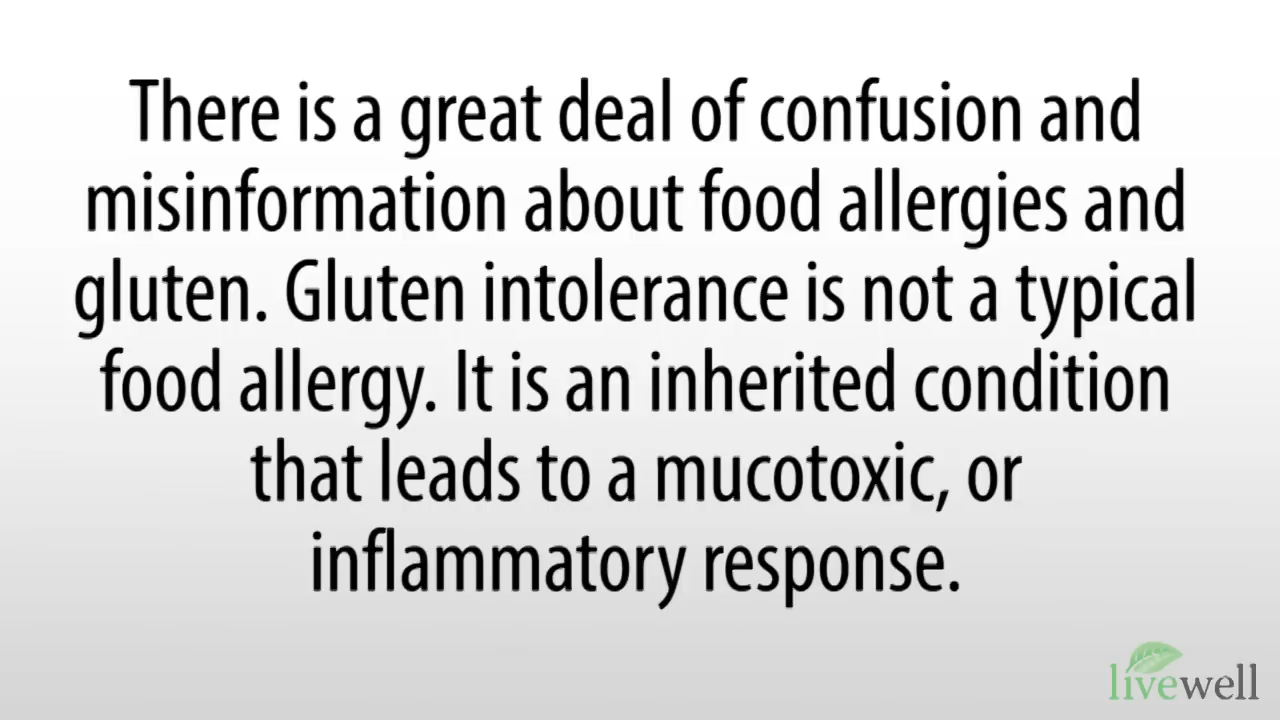 There is a great deal of confusion and
misinformation about food allergies and
gluten. Gluten intolerance is not a typical
food allergy. It is an inherited condition
that leads to a mucotoxic, or
inflammatory response.
livewell